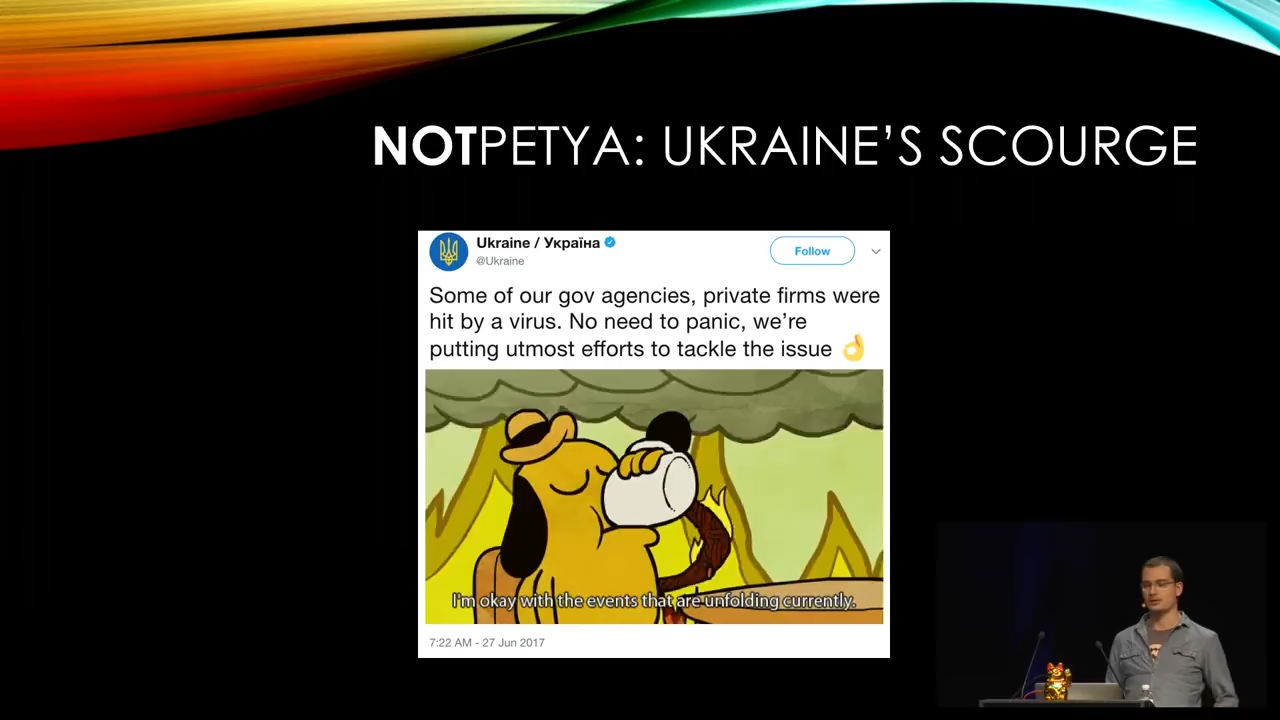 NOTPETYA: UKRAINE’S SCOURGE
Ukraine / Україна
@Ukraine
Follow
Some of our gov agencies, private firms were
hit by a virus. No need to panic, we’re
putting utmost efforts to tackle the issue 👌
I'm okay with the events that are unfolding currently.
7:22 AM - 27 Jun 2017